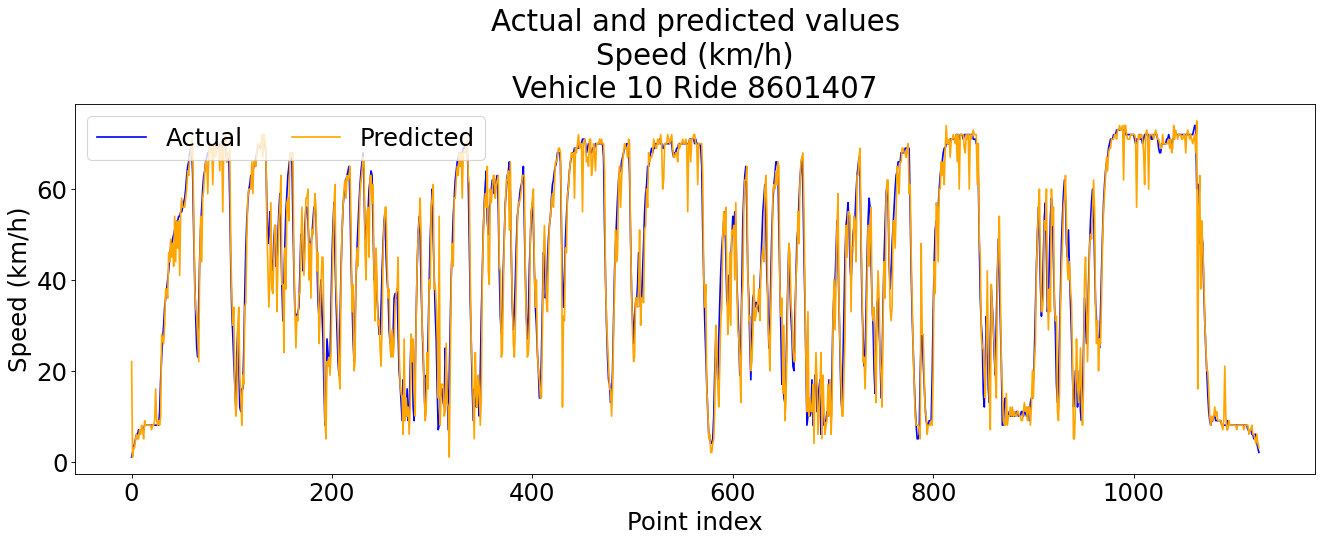 Actual and predicted values
Speed (km/h)
Vehicle 10 Ride 8601407
Actual
Predicted
Speed (km/h)
60
40
20
0
0 200 400 600 800 1000
Point index